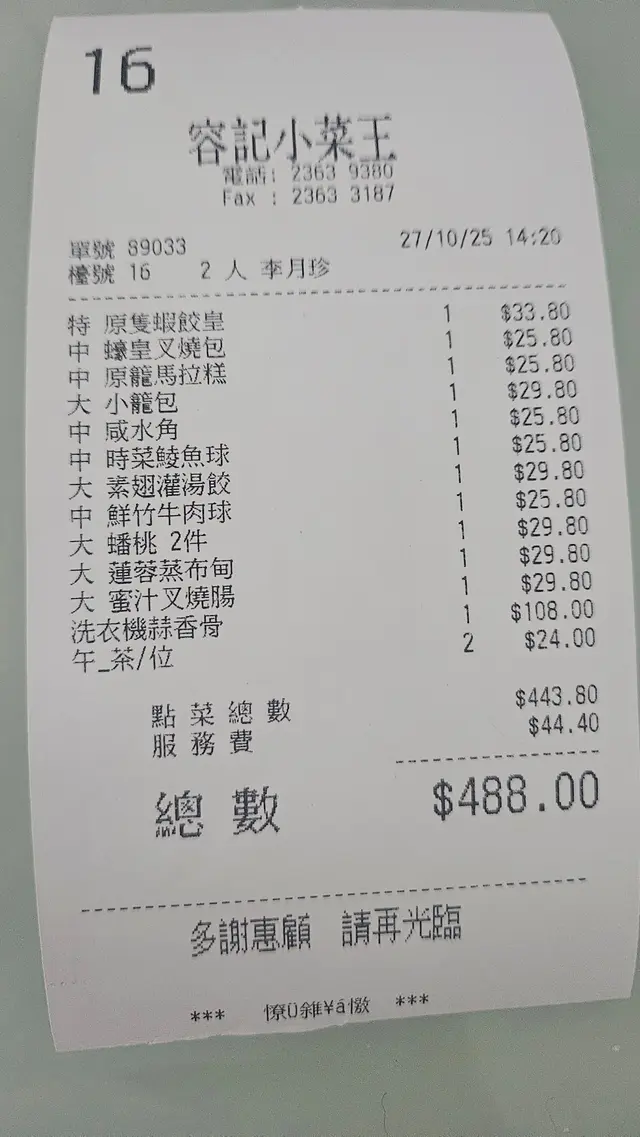 16
容記小菜王
電話: 2363 9380
Fax : 2363 3187
單號 89033 27/10/25 14:20
檯號 16 2 人 李月珍
特 原隻蝦餃皇 1 $33.80
中 蠔皇叉燒包 1 $25.80
中 原籠馬拉糕 1 $25.80
大 小籠包 1 $29.80
中 咸水角 1 $25.80
中 時菜鯪魚球 1 $25.80
大 素翅灌湯餃 1 $29.80
中 鮮竹牛肉球 1 $25.80
大 蟠桃 2件 1 $29.80
大 蓮蓉蒸布甸 1 $29.80
大 蜜汁叉燒腸 1 $29.80
洗衣機蒜香骨 1 $108.00
午_茶/位 2 $24.00
點菜總數 $443.80
服務費 $44.40
總數 $488.00
多謝惠顧 請再光臨
*** ***